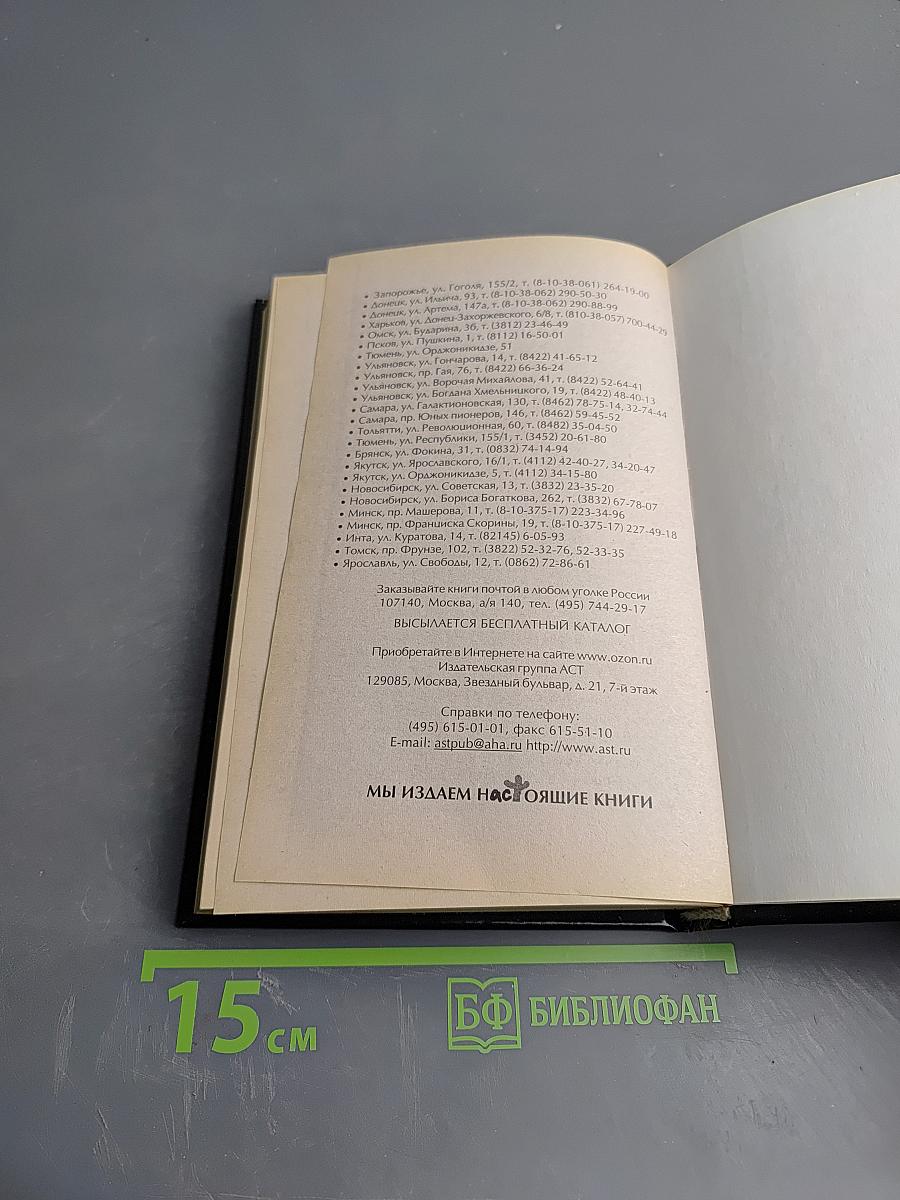 • Запорожье, ул. Гоголя, 155/2, т. (8-10-38-061) 264-19-00
• Донецк, ул. Ильича, 93, т. (8-10-38-062) 290-50-30
• Донецк, ул. Артема, 147а, т. (8-10-38-062) 290-88-99
• Харьков, ул. Донец-Захоржевского, 6/8, т. (810-38-057) 700-44-29
• Омск, ул. Бударина, 3б, т. (3812) 23-46-49
• Псков, ул. Пушкина, 1, т. (8112) 16-50-01
• Тюмень, ул. Орджоникидзе, 51
• Ульяновск, ул. Гончарова, 14, т. (8422) 41-65-12
• Ульяновск, пр. Гая, 76, т. (8422) 66-36-24
• Ульяновск, ул. Ворочая Михайлова, 41, т. (8422) 52-64-41
• Ульяновск, ул. Богдана Хмельницкого, 19, т. (8422) 48-40-13
• Самара, ул. Галактионовская, 130, т. (8462) 78-75-14, 32-74-44
• Самара, пр. Юных пионеров, 146, т. (8462) 59-45-52
• Тольятти, ул. Революционная, 60, т. (8482) 35-04-50
• Тюмень, ул. Республики, 155/1, т. (3452) 20-61-80
• Брянск, ул. Фокина, 31, т. (0832) 74-14-94
• Якутск, ул. Ярославского, 16/1, т. (4112) 42-40-27, 34-20-47
• Якутск, ул. Орджоникидзе, 5, т. (4112) 34-15-80
• Новосибирск, ул. Советская, 13, т. (3832) 23-35-20
• Новосибирск, ул. Бориса Богаткова, 262, т. (3832) 67-78-07
• Минск, пр. Машерова, 11, т. (8-10-375-17) 223-34-96
• Минск, пр. Франциска Скорины, 19, т. (8-10-375-17) 227-49-18
• Инта, ул. Куратова, 14, т. (82145) 6-05-93
• Томск, пр. Фрунзе, 102, т. (3822) 52-32-76, 52-33-35
• Ярославль, ул. Свободы, 12, т. (0862) 72-86-61
Заказывайте книги почтой в любом уголке России
107140, Москва, а/я 140, тел. (495) 744-29-17
ВЫСЫЛАЕТСЯ БЕСПЛАТНЫЙ КАТАЛОГ
Приобретайте в Интернете на сайте www.ozon.ru
Издательская группа АСТ
129085, Москва, Звездный бульвар, д. 21, 7-й этаж
Справки по телефону:
(495) 615-01-01, факс 615-51-10
E-mail: astpub@aha.ru http://www.ast.ru
МЫ ИЗДАЕМ НастОЯЩИЕ КНИГИ
15 см
БФ БИБЛИОФАН